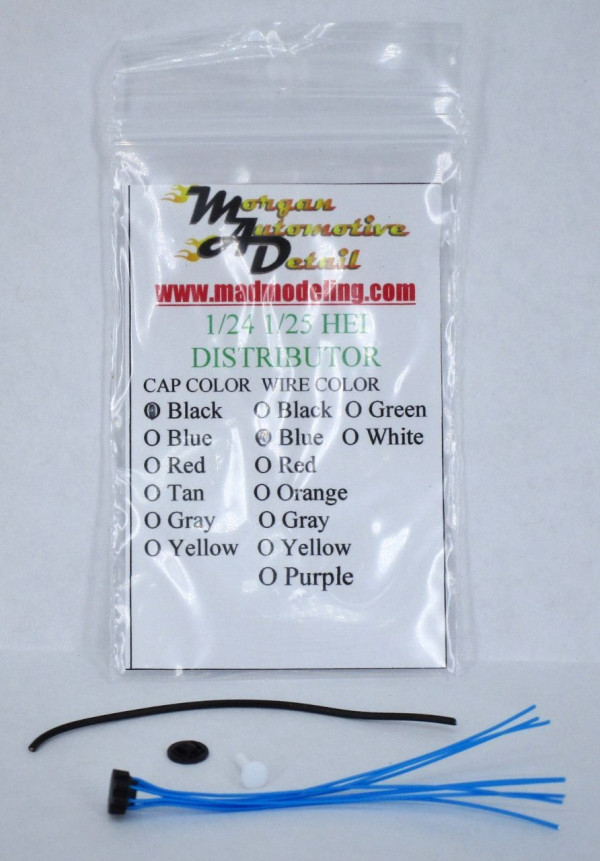 Morgan
Automotive
Detail
www.madmodeling.com
1/24 1/25 HEI
DISTRIBUTOR
CAP COLOR WIRE COLOR
O Black O Black O Green
O Blue O Blue O White
O Red O Red
O Tan O Orange
O Gray O Gray
O Yellow O Yellow
O Purple